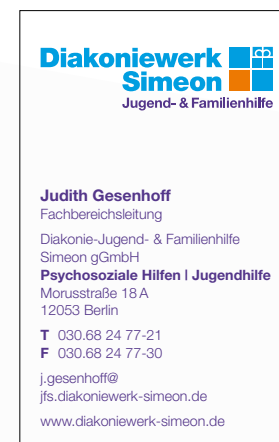 Diakoniewerk
Simeon
Jugend- & Familienhilfe
Judith Gesenhoff
Fachbereichsleitung
Diakonie-Jugend- & Familienhilfe
Simeon gGmbH
Psychosoziale Hilfen | Jugendhilfe
Morusstraße 18 A
12053 Berlin
T 030.68 24 77-21
F 030.68 24 77-30
j.gesenhoff@
jfs.diakoniewerk-simeon.de
www.diakoniewerk-simeon.de